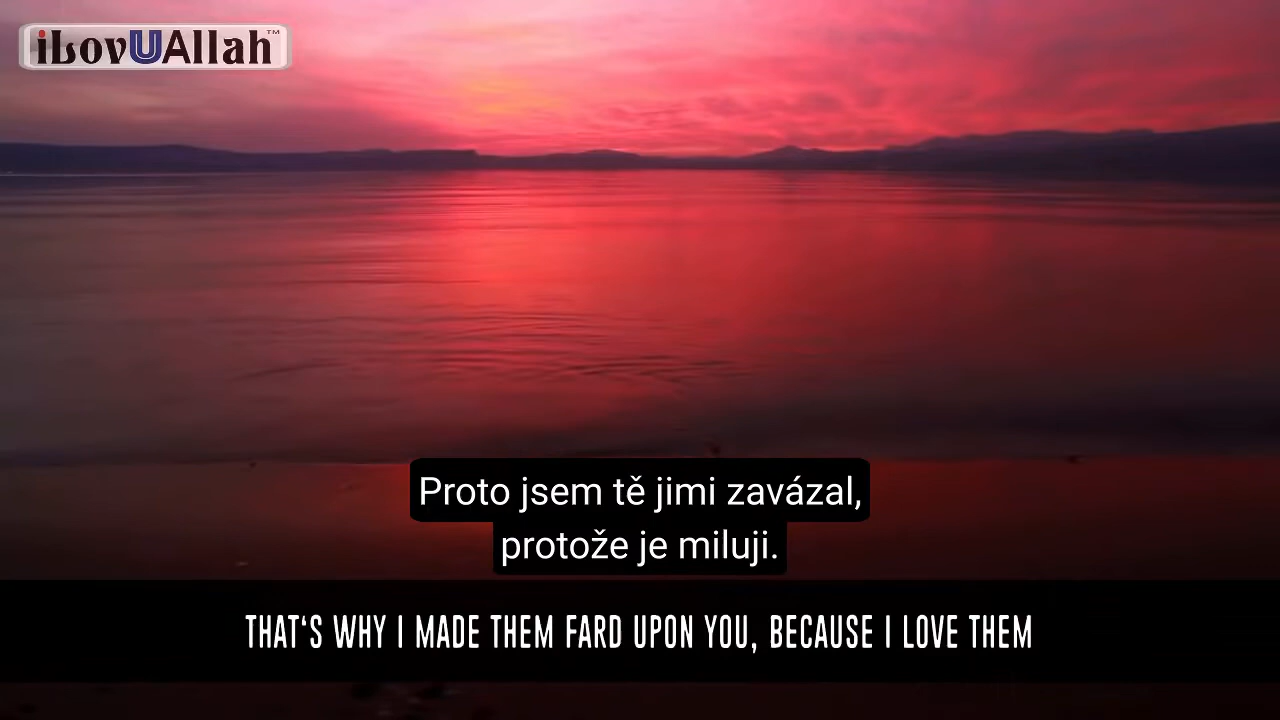 iLovUAllah™
Proto jsem tě jimi zavázal,
protože je miluji.
THAT'S WHY I MADE THEM FARD UPON YOU, BECAUSE I LOVE THEM